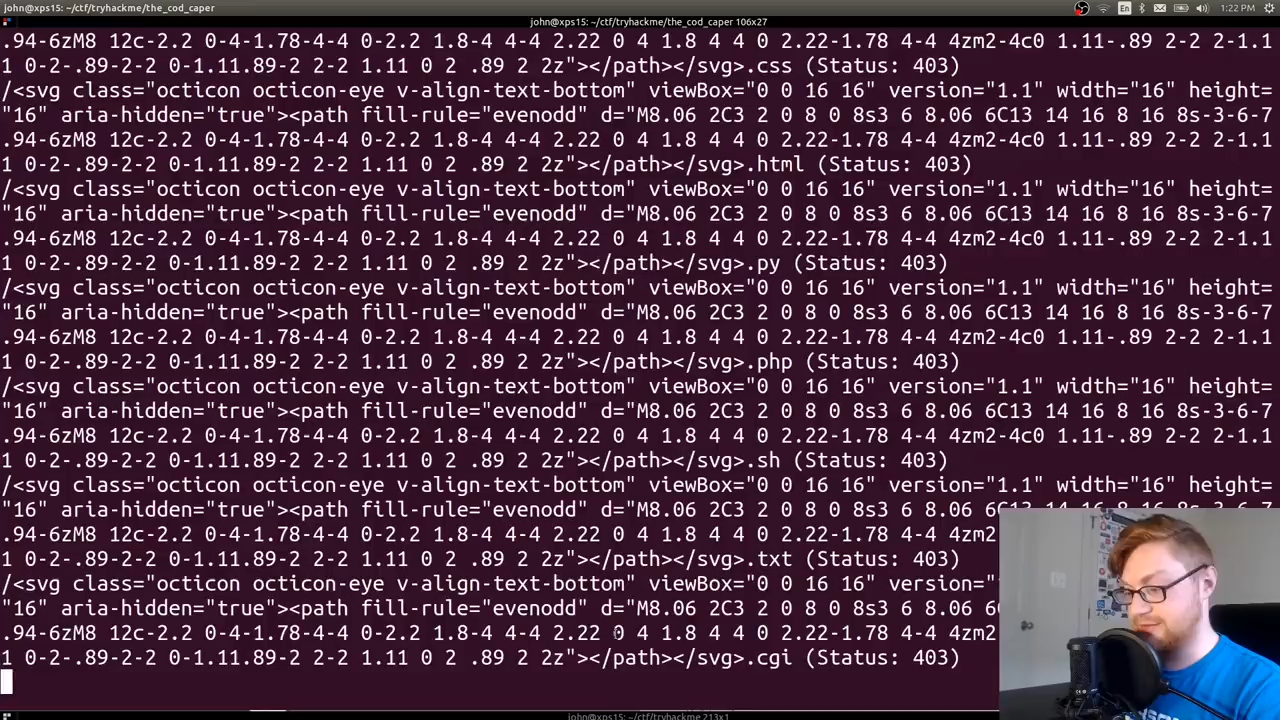 john@xps15: ~/ctf/tryhackme/the_cod_caper
En 1:22 PM
john@xps15: ~/ctf/tryhackme/the_cod_caper 106x27
.94-6zM8 12c-2.2 0-4-1.78-4-4 0-2.2 1.8-4 4-4 2.22 0 4 1.8 4 4 0 2.22-1.78 4-4 4zm2-4c0 1.11-.89 2-2 2-1.1
1 0-2-.89-2-2 0-1.11.89-2 2-2 1.11 0 2 .89 2 2z"></path></svg>.css (Status: 403)
/<svg class="octicon octicon-eye v-align-text-bottom" viewBox="0 0 16 16" version="1.1" width="16" height=
"16" aria-hidden="true"><path fill-rule="evenodd" d="M8.06 2C3 2 0 8 0 8s3 6 8.06 6C13 14 16 8 16 8s-3-6-7
.94-6zM8 12c-2.2 0-4-1.78-4-4 0-2.2 1.8-4 4-4 2.22 0 4 1.8 4 4 0 2.22-1.78 4-4 4zm2-4c0 1.11-.89 2-2 2-1.1
1 0-2-.89-2-2 0-1.11.89-2 2-2 1.11 0 2 .89 2 2z"></path></svg>.html (Status: 403)
/<svg class="octicon octicon-eye v-align-text-bottom" viewBox="0 0 16 16" version="1.1" width="16" height=
"16" aria-hidden="true"><path fill-rule="evenodd" d="M8.06 2C3 2 0 8 0 8s3 6 8.06 6C13 14 16 8 16 8s-3-6-7
.94-6zM8 12c-2.2 0-4-1.78-4-4 0-2.2 1.8-4 4-4 2.22 0 4 1.8 4 4 0 2.22-1.78 4-4 4zm2-4c0 1.11-.89 2-2 2-1.1
1 0-2-.89-2-2 0-1.11.89-2 2-2 1.11 0 2 .89 2 2z"></path></svg>.py (Status: 403)
/<svg class="octicon octicon-eye v-align-text-bottom" viewBox="0 0 16 16" version="1.1" width="16" height=
"16" aria-hidden="true"><path fill-rule="evenodd" d="M8.06 2C3 2 0 8 0 8s3 6 8.06 6C13 14 16 8 16 8s-3-6-7
.94-6zM8 12c-2.2 0-4-1.78-4-4 0-2.2 1.8-4 4-4 2.22 0 4 1.8 4 4 0 2.22-1.78 4-4 4zm2-4c0 1.11-.89 2-2 2-1.1
1 0-2-.89-2-2 0-1.11.89-2 2-2 1.11 0 2 .89 2 2z"></path></svg>.php (Status: 403)
/<svg class="octicon octicon-eye v-align-text-bottom" viewBox="0 0 16 16" version="1.1" width="16" height=
"16" aria-hidden="true"><path fill-rule="evenodd" d="M8.06 2C3 2 0 8 0 8s3 6 8.06 6C13 14 16 8 16 8s-3-6-7
.94-6zM8 12c-2.2 0-4-1.78-4-4 0-2.2 1.8-4 4-4 2.22 0 4 1.8 4 4 0 2.22-1.78 4-4 4zm2-4c0 1.11-.89 2-2 2-1.1
1 0-2-.89-2-2 0-1.11.89-2 2-2 1.11 0 2 .89 2 2z"></path></svg>.sh (Status: 403)
/<svg class="octicon octicon-eye v-align-text-bottom" viewBox="0 0 16 16" version="1.1" width="16" height=
"16" aria-hidden="true"><path fill-rule="evenodd" d="M8.06 2C3 2 0 8 0 8s3 6 8.06 6C13 14 16 8 16 8s-3-6-7
.94-6zM8 12c-2.2 0-4-1.78-4-4 0-2.2 1.8-4 4-4 2.22 0 4 1.8 4 4 0 2.22-1.78 4-4 4zm2
1 0-2-.89-2-2 0-1.11.89-2 2-2 1.11 0 2 .89 2 2z"></path></svg>.txt (Status: 403)
/<svg class="octicon octicon-eye v-align-text-bottom" viewBox="0 0 16 16" version=
"16" aria-hidden="true"><path fill-rule="evenodd" d="M8.06 2C3 2 0 8 0 8s3 6 8.06 6
.94-6zM8 12c-2.2 0-4-1.78-4-4 0-2.2 1.8-4 4-4 2.22 0 4 1.8 4 4 0 2.22-1.78 4-4 4zm2
1 0-2-.89-2-2 0-1.11.89-2 2-2 1.11 0 2 .89 2 2z"></path></svg>.cgi (Status: 403)
john@xps15: ~/ctf/tryhackme 213x1